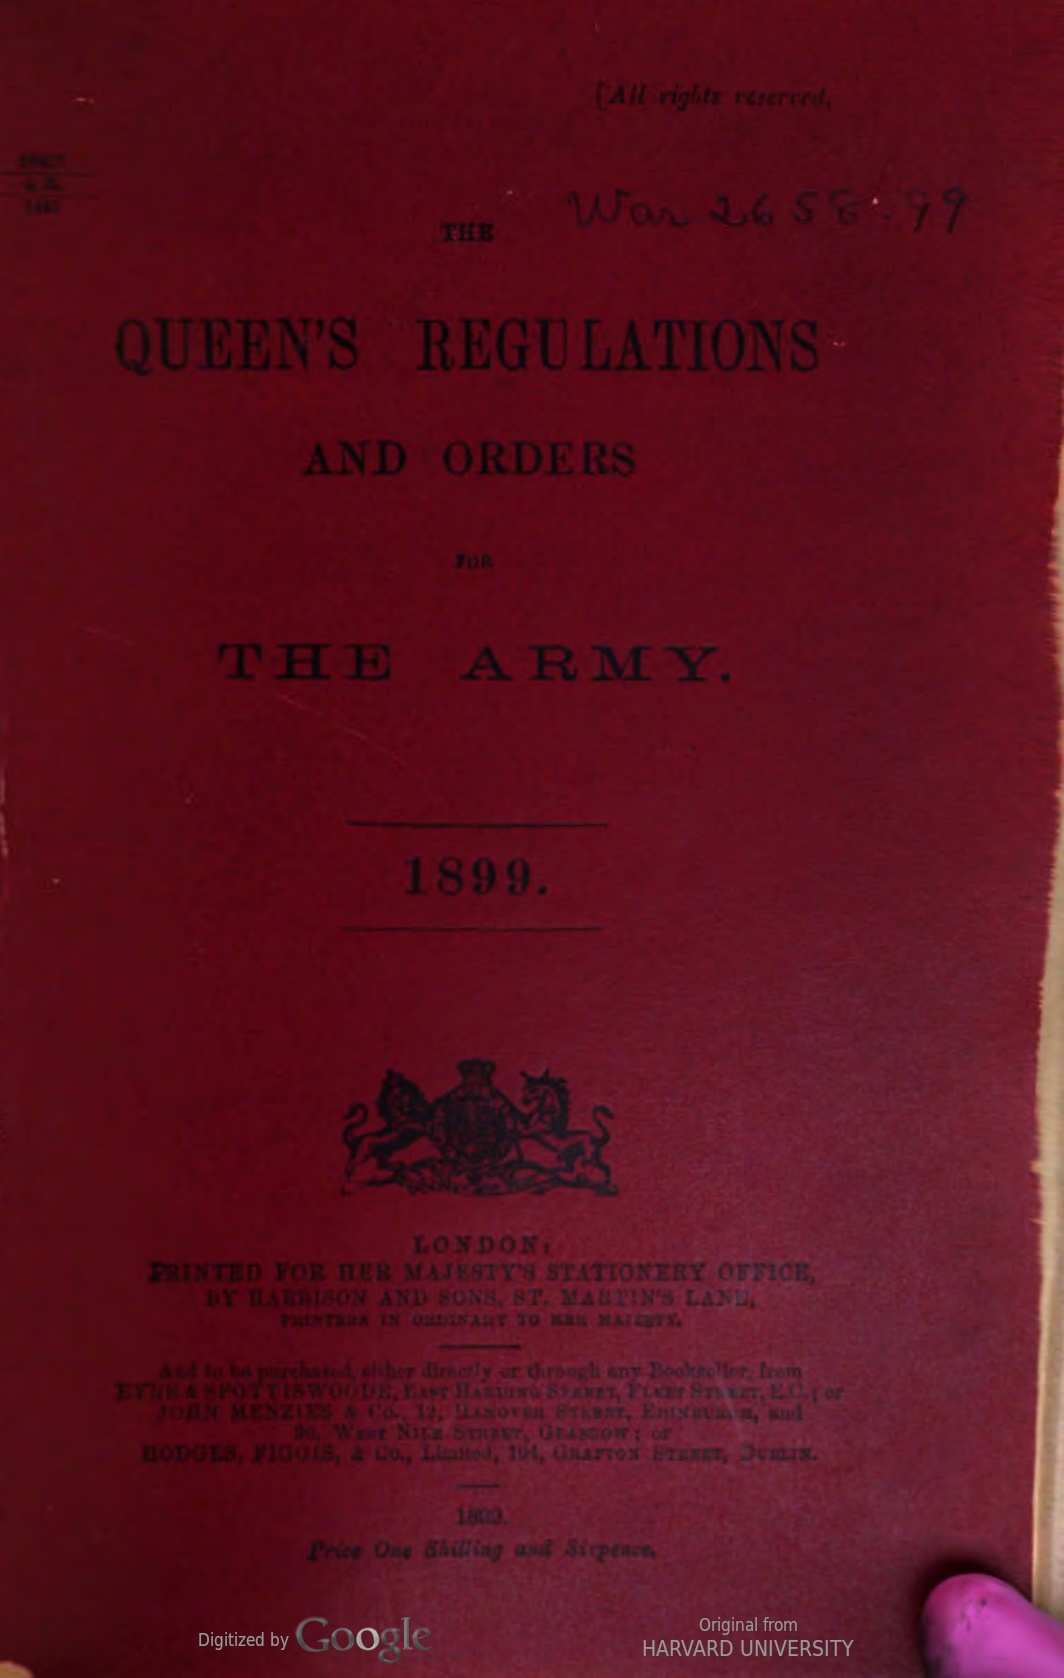 [All rights reserved.
War 2658.99
THE
QUEEN'S REGULATIONS
AND ORDERS
FOR
THE ARMY.
1899.
LONDON:
PRINTED FOR HER MAJESTY'S STATIONERY OFFICE,
BY HARRISON AND SONS, ST. MARTIN'S LANE,
PRINTERS IN ORDINARY TO HER MAJESTY.
And to be purchased, either directly or through any Bookseller, from
EYRE & SPOTTISWOODE, EAST HARDING STREET, FLEET STREET, E.C.; or
JOHN MENZIES & Co., 12, HANOVER STREET, EDINBURGH, and
90, WEST NILE STREET, GLASGOW; or
HODGES, FIGGIS, & Co., Limited, 104, GRAFTON STREET, DUBLIN.
1899.
Price One Shilling and Sixpence.
Digitized by Google
Original from
HARVARD UNIVERSITY